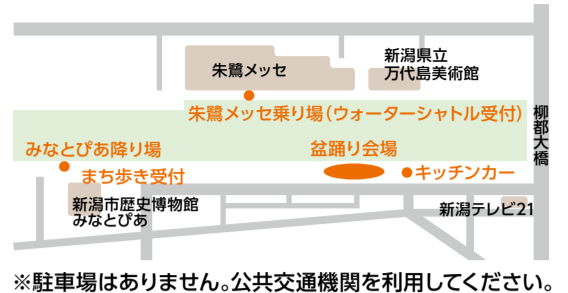 朱鷺メッセ
新潟県立
万代島美術館
朱鷺メッセ乗り場（ウォーターシャトル受付）
柳都大橋
みなとぴあ降り場
盆踊り会場
まち歩き受付
キッチンカー
新潟市歴史博物館
みなとぴあ
新潟テレビ21
※駐車場はありません。公共交通機関を利用してください。